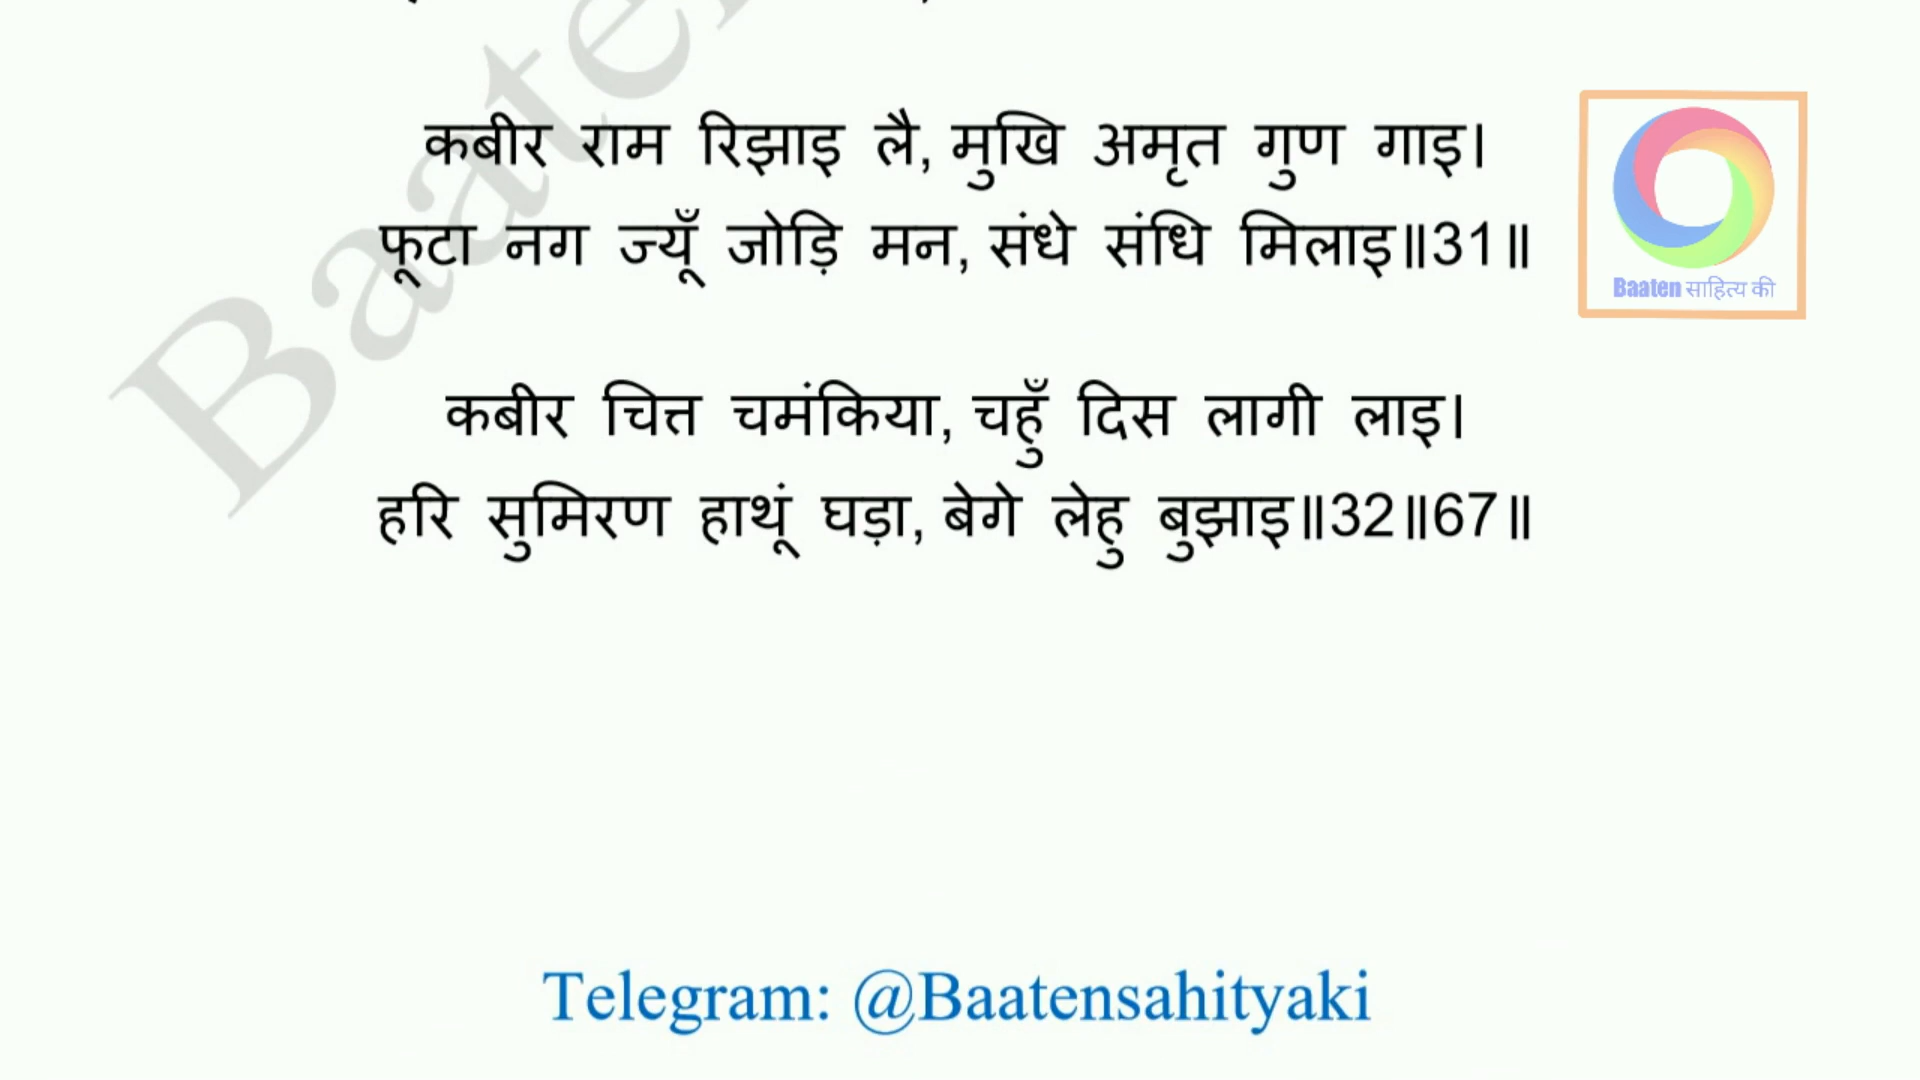 कबीर राम रिझाइ लै, मुखि अमृत गुण गाइ।
फूटा नग ज्यूँ जोड़ि मन, संधे संधि मिलाइ॥31॥
Baaten साहित्य की
कबीर चित्त चमंकिया, चहुँ दिस लागी लाइ।
हरि सुमिरण हाथूं घड़ा, बेगे लेहु बुझाइ॥32॥67॥
Telegram: @Baatensahityaki